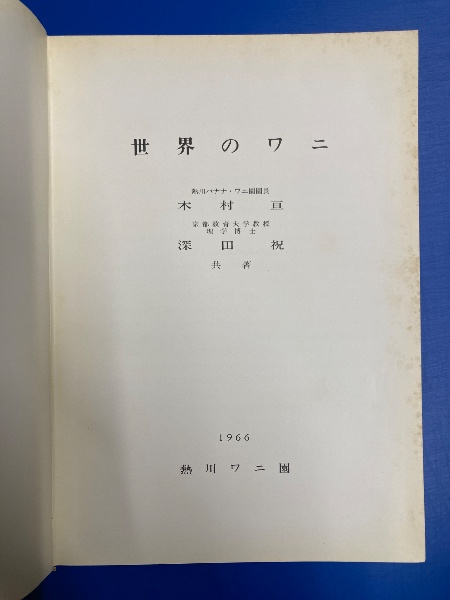 世界のワニ
熱川バナナ・ワニ園園長
木村亘
京都教育大学教授
理学博士
深田祝
共著
1966
熱川ワニ園